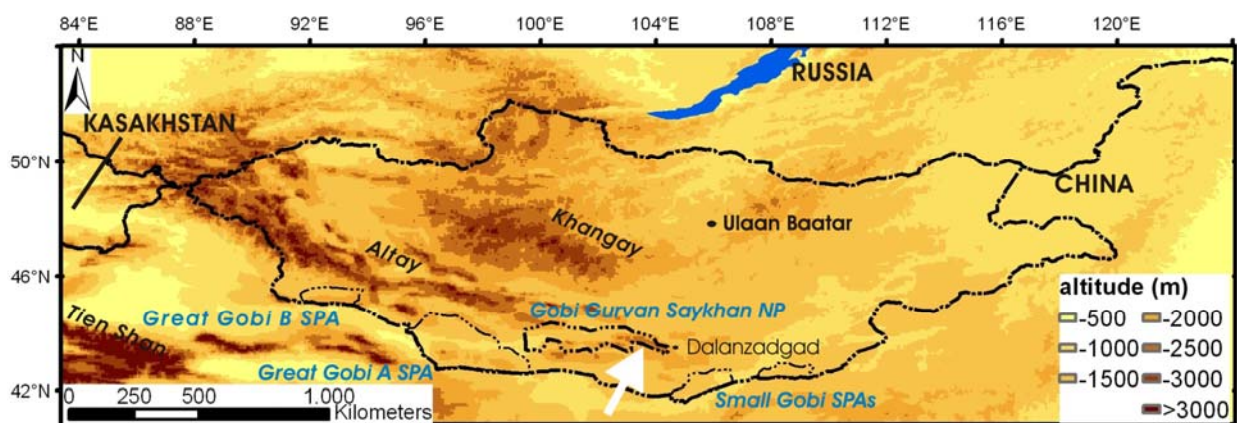 84°E 88°E 92°E 96°E 100°E 104°E 108°E 112°E 116°E 120°E
N
RUSSIA
KASAKHSTAN
50°N
CHINA
Khangay
Ulaan Baatar
Altay
46°N
altitude (m)
Great Gobi B SPA
Gobi Gurvan Saykhan NP
-500 -2000
Tien Shan
Dalanzadgad
-1000 -2500
Great Gobi A SPA
-1500 -3000
42°N
0 250 500 1.000
Kilometers
Small Gobi SPAs
>3000